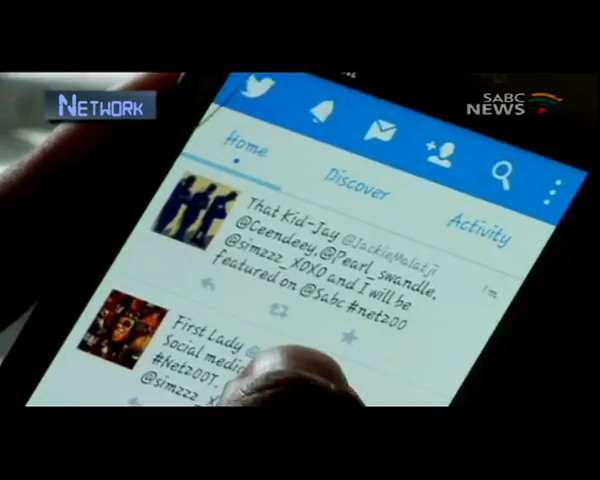 NETWORK
SABC
NEWS
Home
Discover
Activity
That Kid-Jay @JackieMalatji
1m
@Ceendeey,@Pearl_swandle,
@simzzz_XOXO and I will be
featured on @Sabc #net200
First Lady @
Social medi
#Net200T,
@simzzz_X